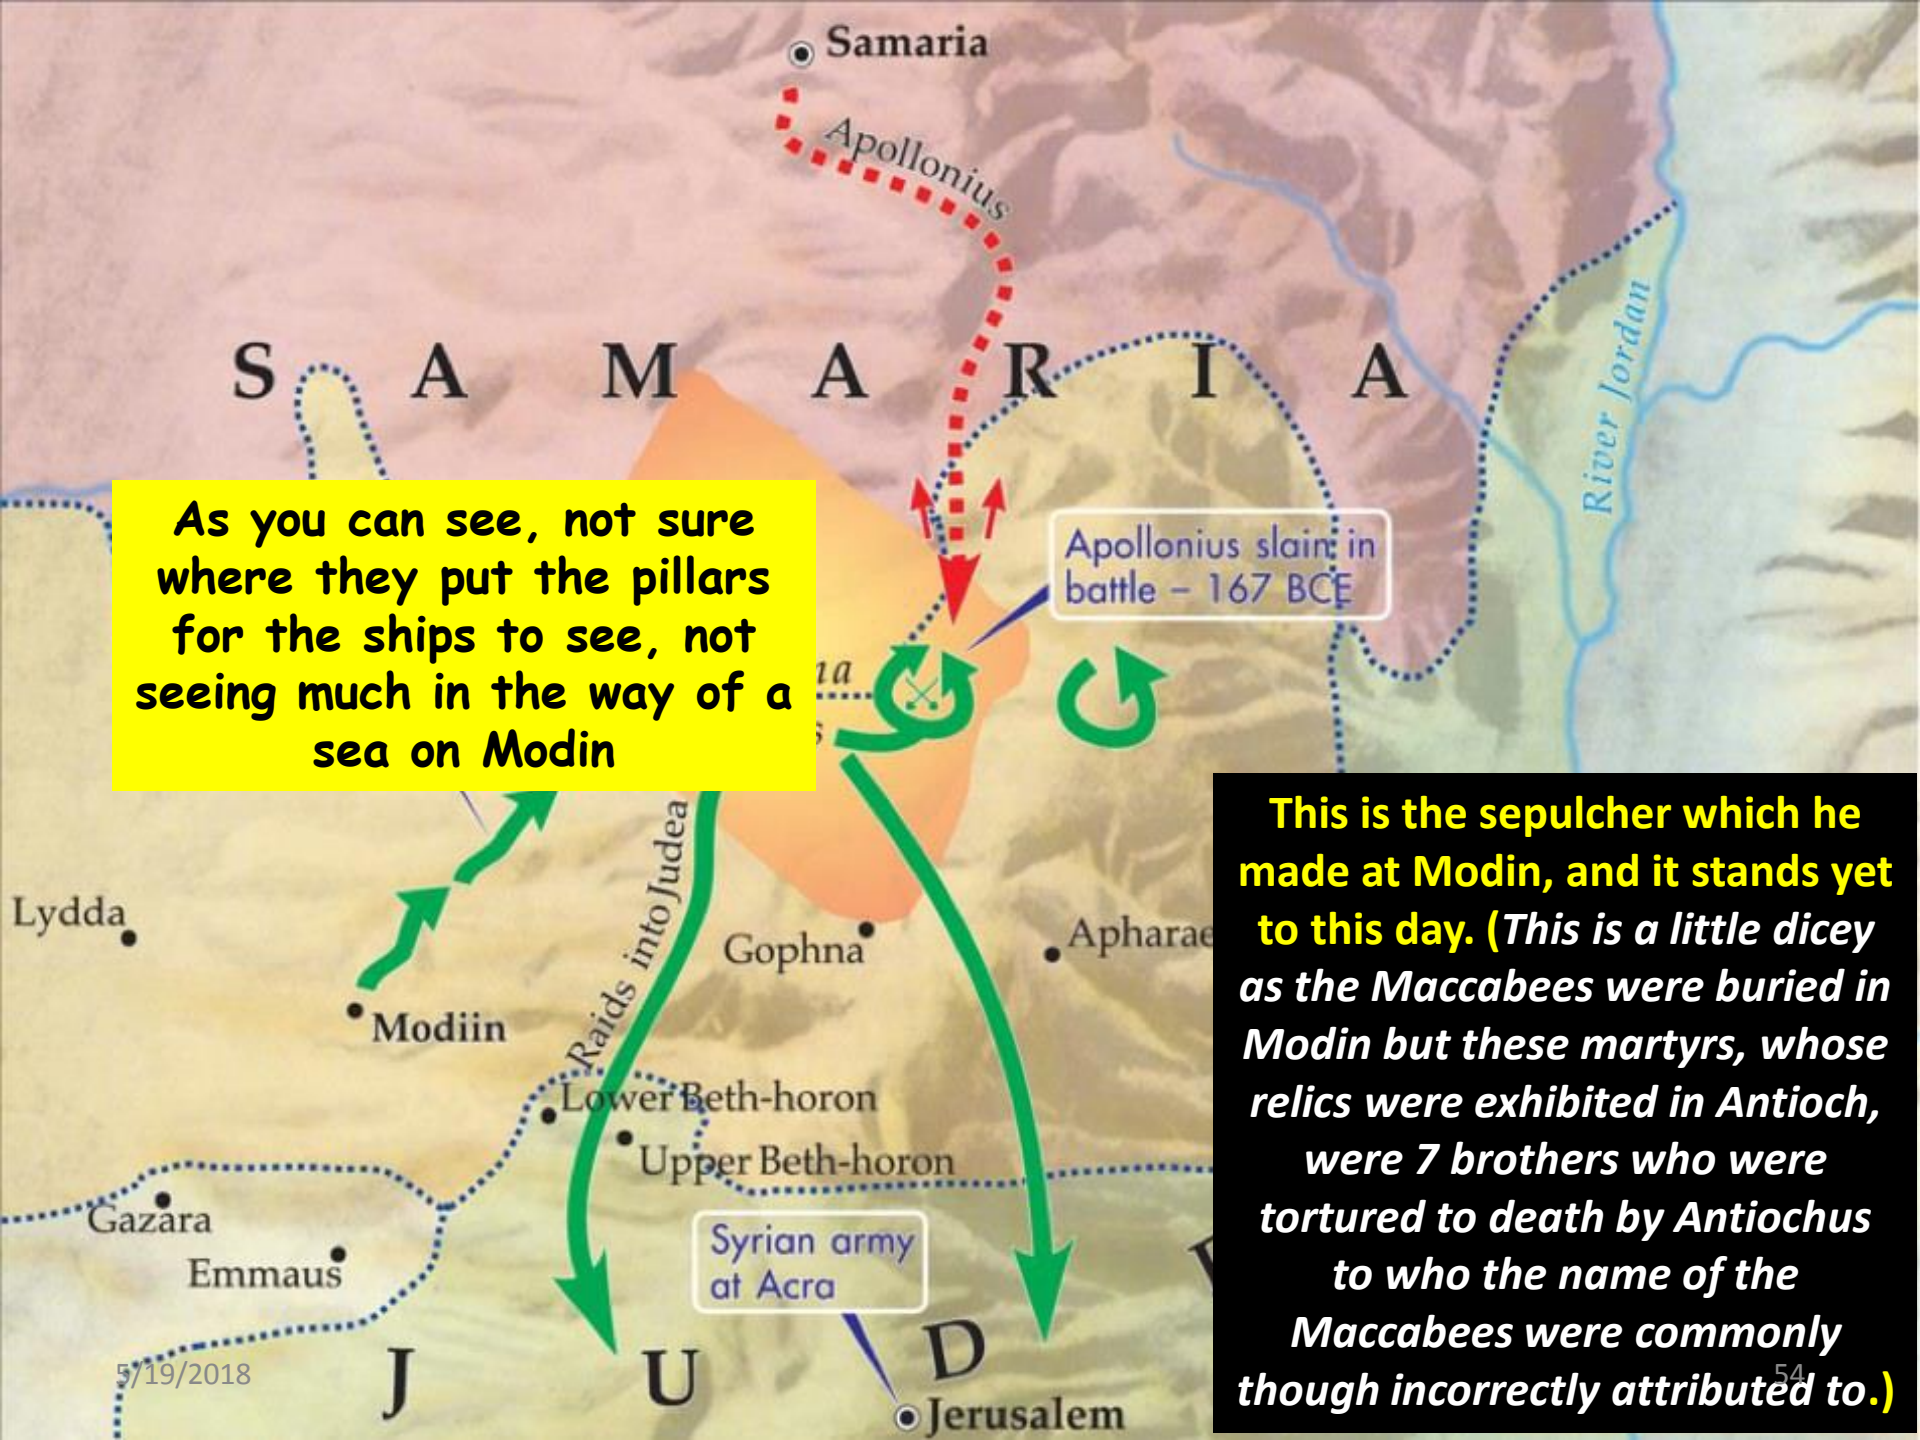 Samaria
Apollonius
S A M A R I A
River Jordan
As you can see, not sure
where they put the pillars
for the ships to see, not
seeing much in the way of a
sea on Modin
Apollonius slain in
battle – 167 BCE
Raids into Judea
Lydda
Gophna
Modiin
Lower Beth-horon
Upper Beth-horon
Gazara
Emmaus
Syrian army
at Acra
J U D
Jerusalem
This is the sepulcher which he
made at Modin, and it stands yet
to this day. (This is a little dicey
as the Maccabees were buried in
Modin but these martyrs, whose
relics were exhibited in Antioch,
were 7 brothers who were
tortured to death by Antiochus
to who the name of the
Maccabees were commonly
though incorrectly attributed to.)
5/19/2018
54